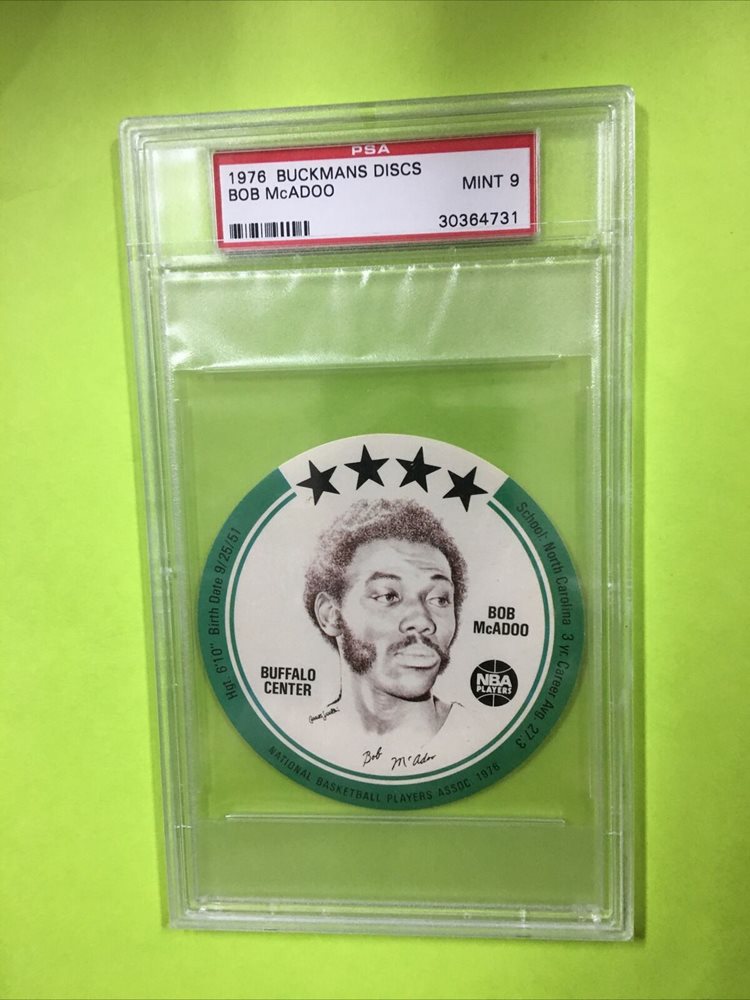 PSA
1976 BUCKMANS DISCS
BOB McADOO
MINT 9
30364731
Hgt. 6'10" Birth Date 9/25/51
School: North Carolina 3 yr. Career Avg. 27.3
BOB
McADOO
BUFFALO
CENTER
NBA
PLAYERS
Bob McAdoo
NATIONAL BASKETBALL PLAYERS ASSOC 1976